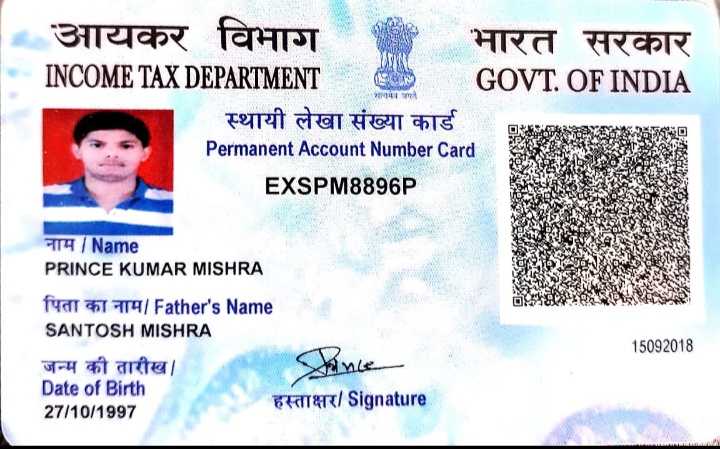 आयकर विभाग
INCOME TAX DEPARTMENT
सत्यमेव जयते
भारत सरकार
GOVT. OF INDIA
स्थायी लेखा संख्या कार्ड
Permanent Account Number Card
EXSPM8896P
नाम / Name
PRINCE KUMAR MISHRA
पिता का नाम/ Father's Name
SANTOSH MISHRA
जन्म की तारीख/
Date of Birth
27/10/1997
Prince
हस्ताक्षर/ Signature
15092018